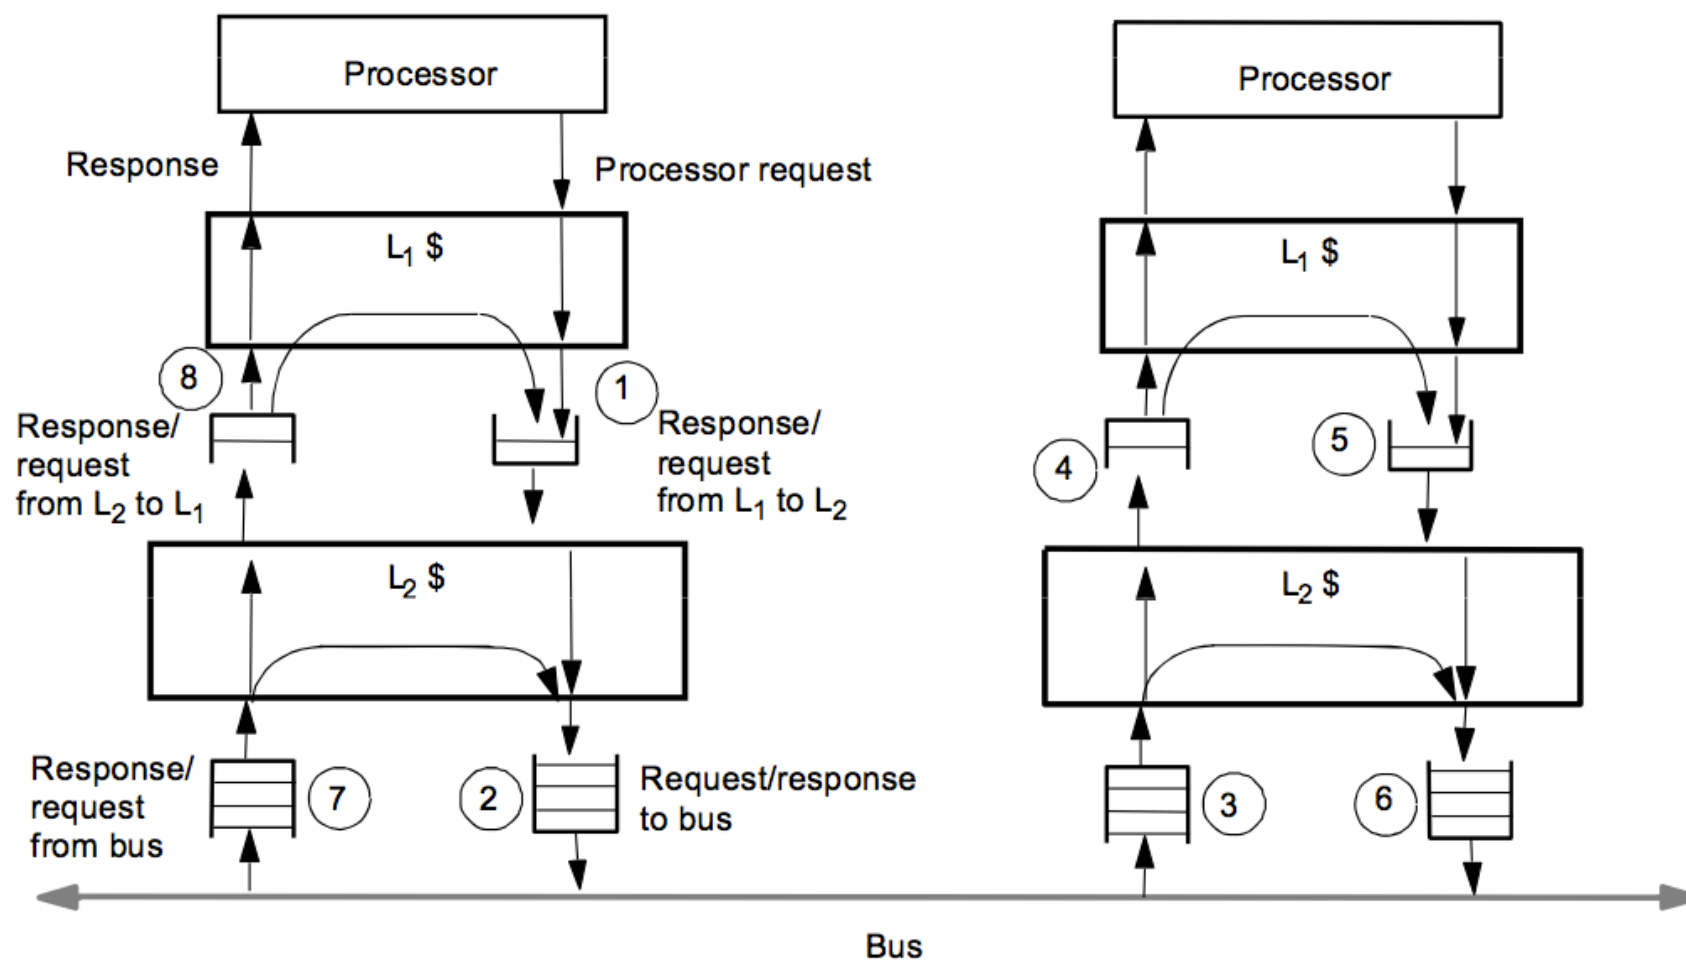 Processor
Processor
Response
Processor request
L1 $
L1 $
8
1
Response/
request
from L2 to L1
Response/
request
from L1 to L2
4
5
L2 $
L2 $
Response/
request
from bus
7
2
Request/response
to bus
3
6
Bus